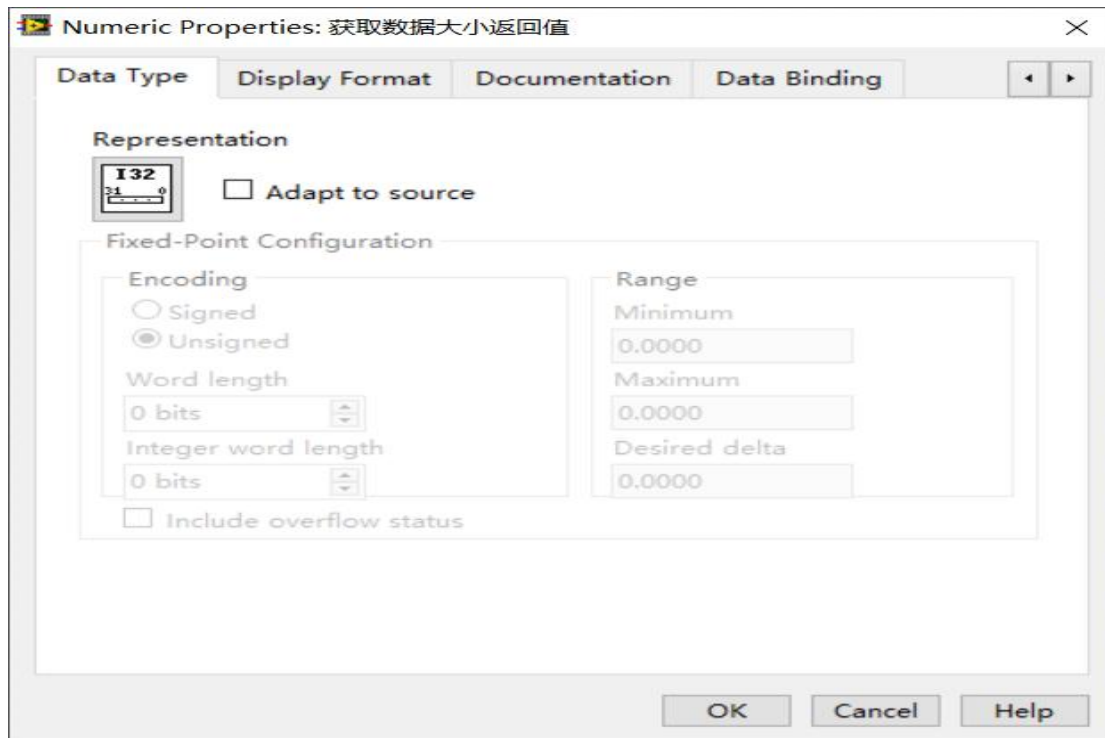 Numeric Properties: 获取数据大小返回值
Data Type Display Format Documentation Data Binding
Representation
I32
31 0
Adapt to source
Fixed-Point Configuration
Encoding
Signed
Unsigned
Word length
0 bits
Integer word length
0 bits
Include overflow status
Range
Minimum
0.0000
Maximum
0.0000
Desired delta
0.0000
OK Cancel Help